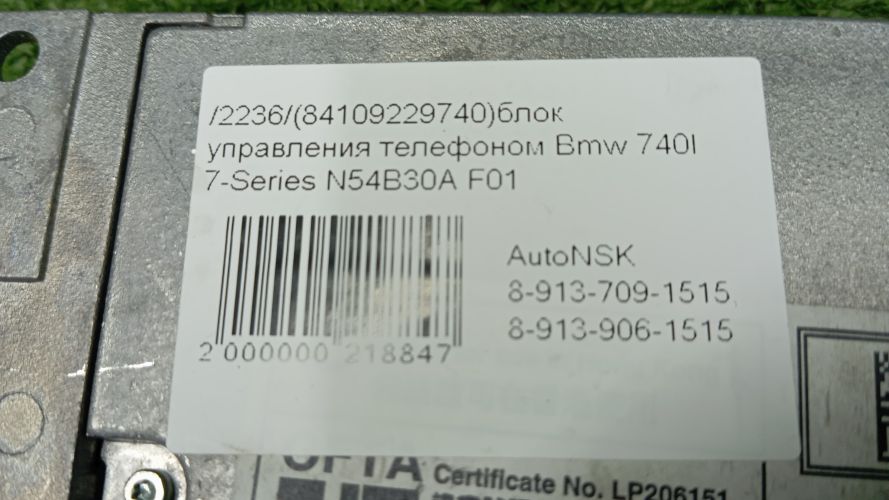 /2236/(84109229740)блок
управления телефоном Bmw 740I
7-Series N54B30A F01
AutoNSK
8-913-709-1515,
8-913-906-1515
2 000000 218847
Certificate No. LP206151